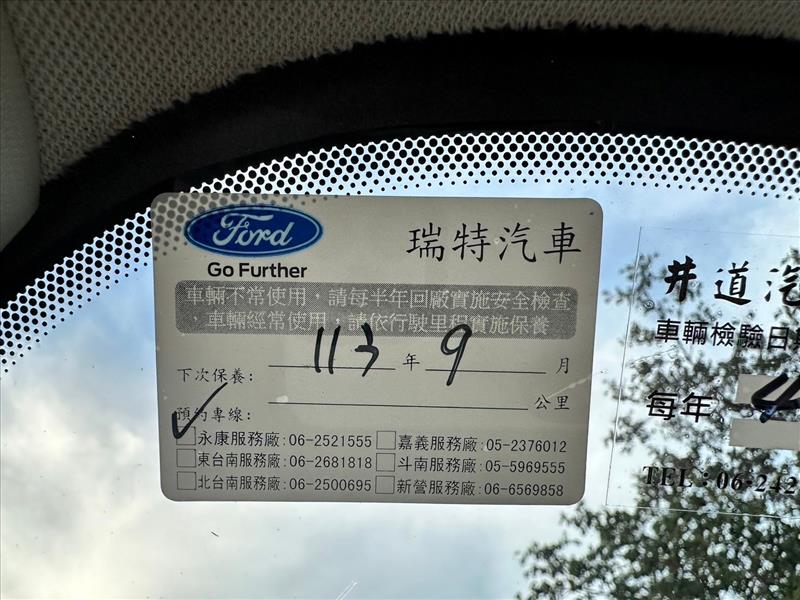 Ford
Go Further
瑞特汽車
車輛不常使用，請每半年回廠實施安全檢查
，車輛經常使用，請依行駛里程實施保養
下次保養: 113 年 9 月
公里
預約專線:
永康服務廠:06-2521555 嘉義服務廠:05-2376012
東台南服務廠:06-2681818 斗南服務廠:05-5969555
北台南服務廠:06-2500695 新營服務廠:06-6569858
井道汽
車輛檢驗日期
每年 4
TEL:06-242